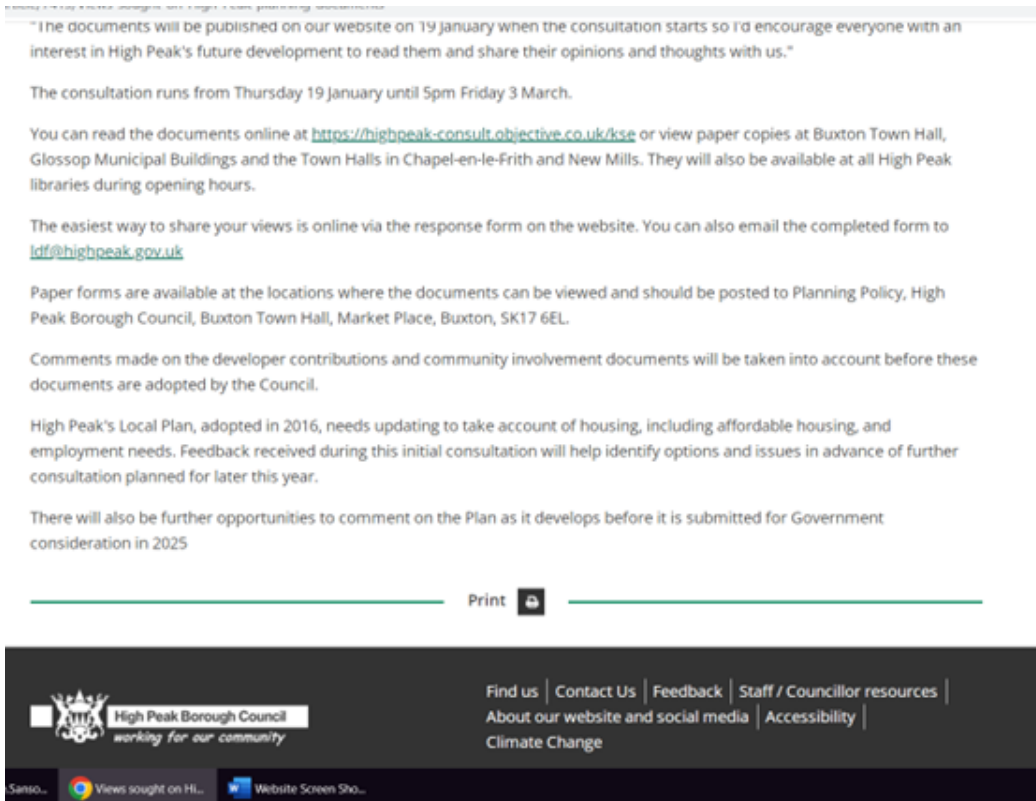 "The documents will be published on our website on 19 January when the consultation starts so I'd encourage everyone with an
interest in High Peak's future development to read them and share their opinions and thoughts with us."
The consultation runs from Thursday 19 January until 5pm Friday 3 March.
You can read the documents online at https://highpeak-consult.objective.co.uk/kse or view paper copies at Buxton Town Hall,
Glossop Municipal Buildings and the Town Halls in Chapel-en-le-Frith and New Mills. They will also be available at all High Peak
libraries during opening hours.
The easiest way to share your views is online via the response form on the website. You can also email the completed form to
ldf@highpeak.gov.uk
Paper forms are available at the locations where the documents can be viewed and should be posted to Planning Policy, High
Peak Borough Council, Buxton Town Hall, Market Place, Buxton, SK17 6EL.
Comments made on the developer contributions and community involvement documents will be taken into account before these
documents are adopted by the Council.
High Peak's Local Plan, adopted in 2016, needs updating to take account of housing, including affordable housing, and
employment needs. Feedback received during this initial consultation will help identify options and issues in advance of further
consultation planned for later this year.
There will also be further opportunities to comment on the Plan as it develops before it is submitted for Government
consideration in 2025
Print
Find us | Contact Us | Feedback | Staff / Councillor resources |
About our website and social media | Accessibility |
Climate Change
High Peak Borough Council
working for our community
Views sought on Hi...
Website Screen Sho...